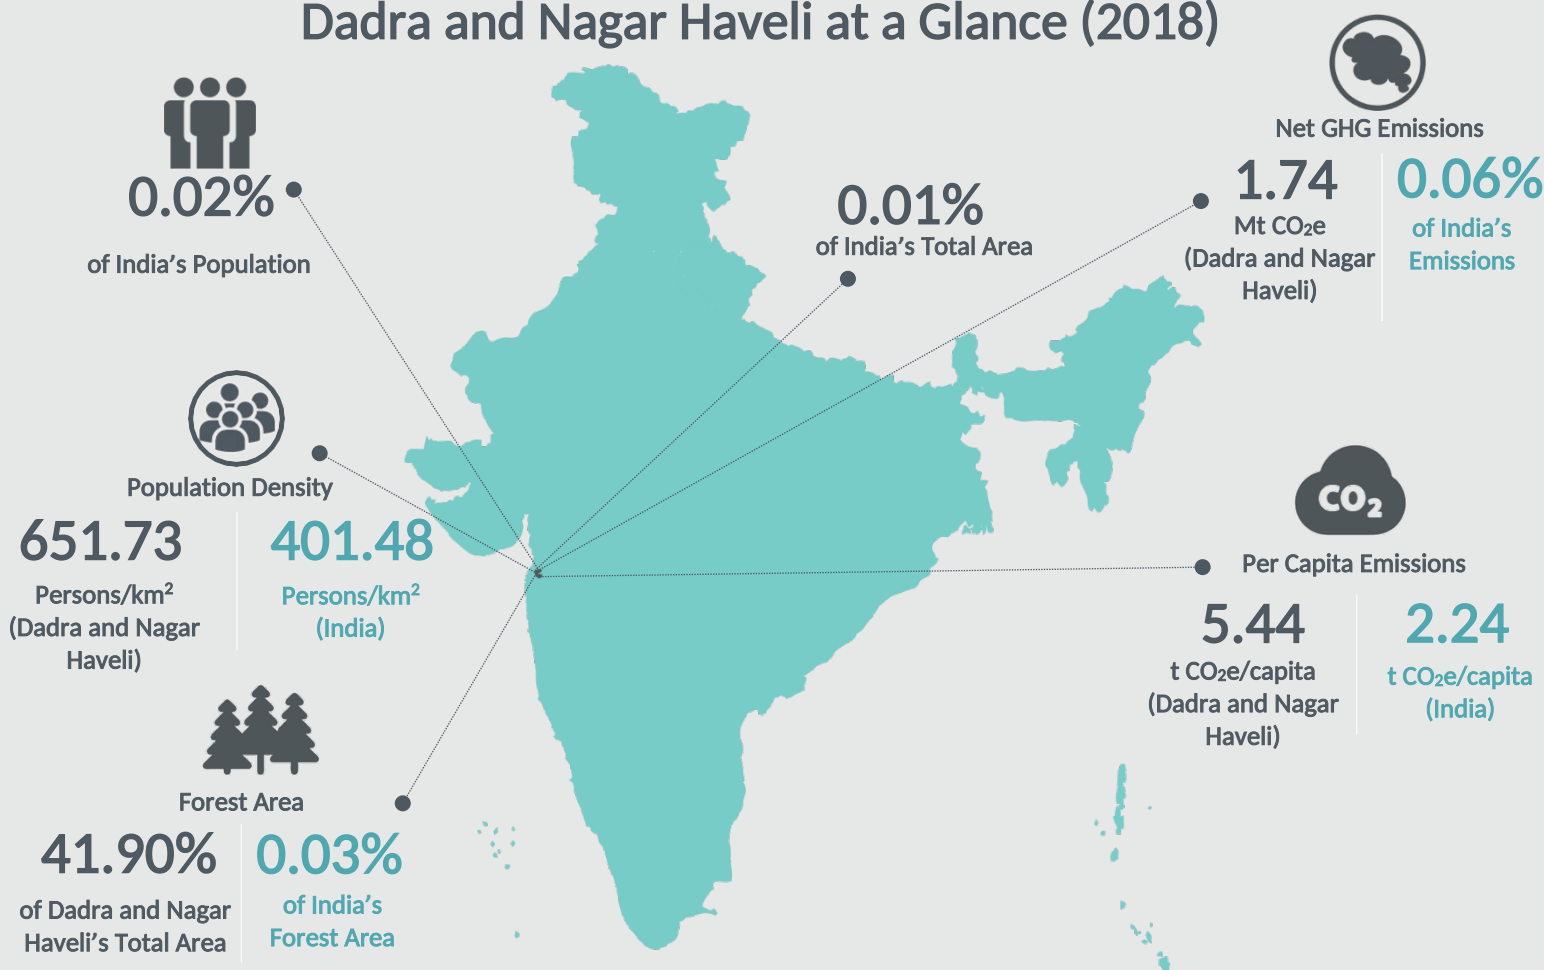 Dadra and Nagar Haveli at a Glance (2018)
0.02%
of India's Population
0.01%
of India's Total Area
Net GHG Emissions
1.74
Mt CO₂e
(Dadra and Nagar
Haveli)
0.06%
of India's
Emissions
Population Density
651.73
Persons/km²
(Dadra and Nagar
Haveli)
401.48
Persons/km²
(India)
CO₂
Per Capita Emissions
5.44
t CO₂e/capita
(Dadra and Nagar
Haveli)
2.24
t CO₂e/capita
(India)
Forest Area
41.90%
of Dadra and Nagar
Haveli's Total Area
0.03%
of India's
Forest Area